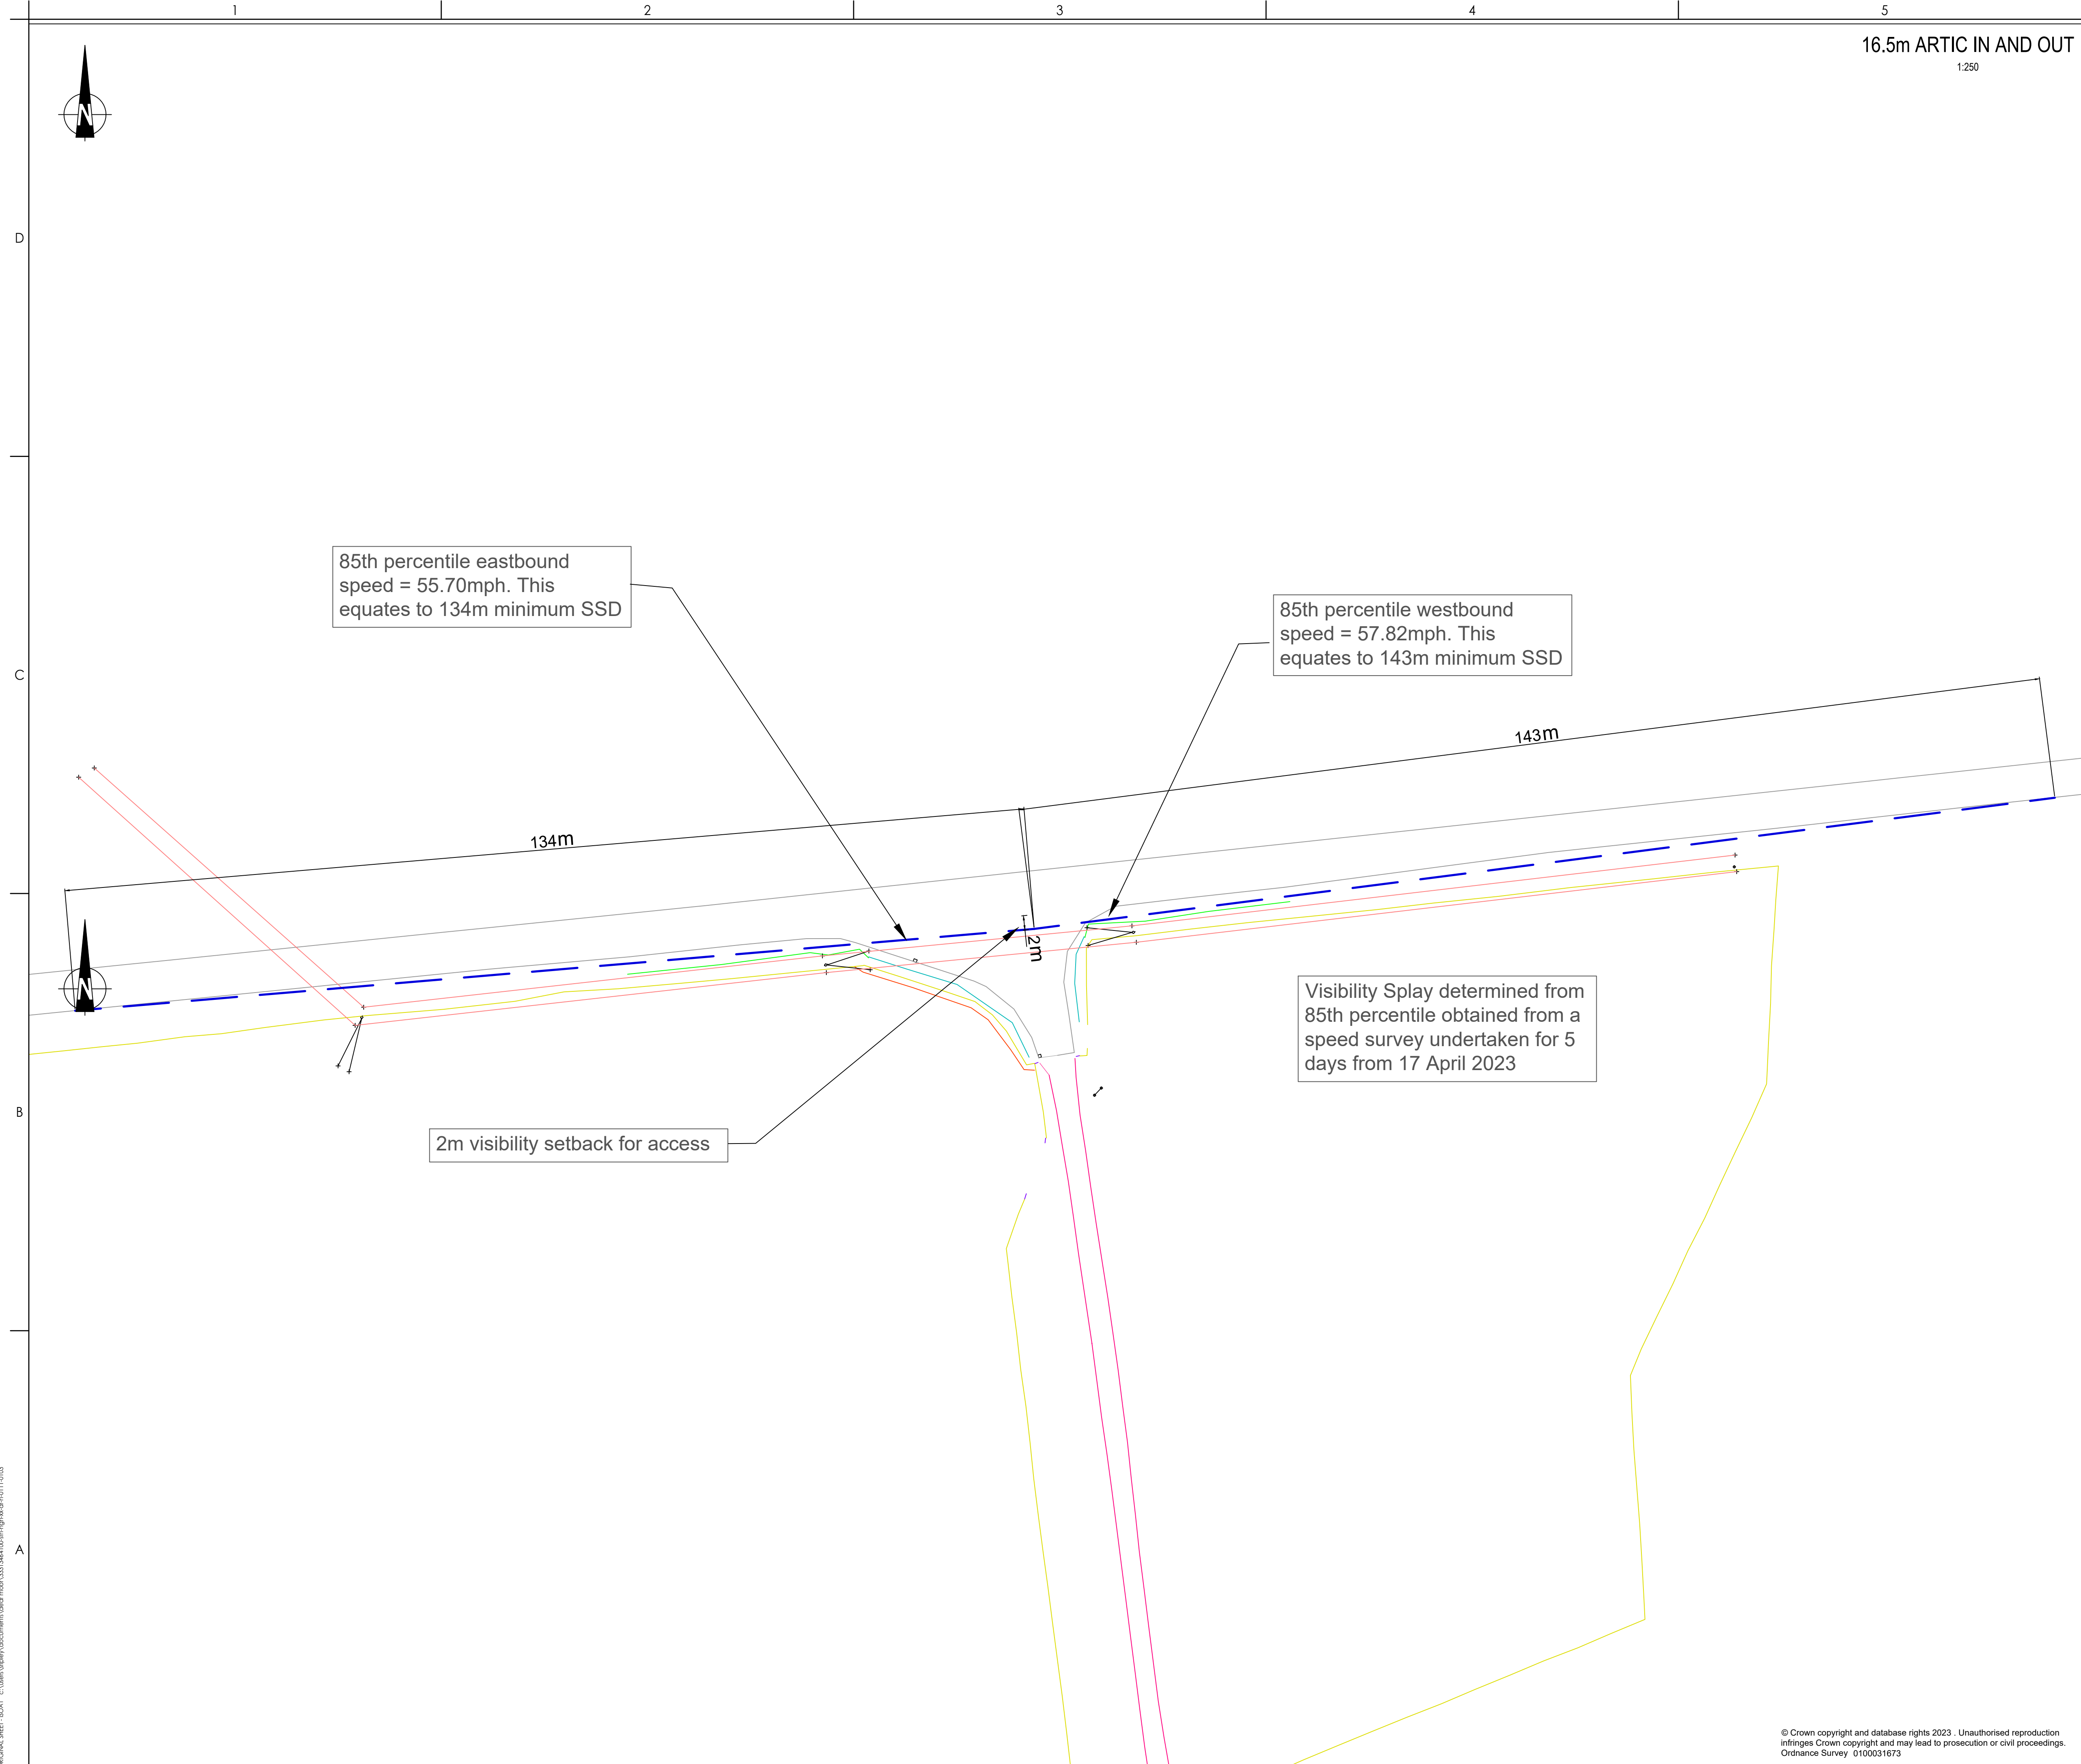 1 2 3 4 5
16.5m ARTIC IN AND OUT
1:250
N
D
85th percentile eastbound
speed = 55.70mph. This
equates to 134m minimum SSD
85th percentile westbound
speed = 57.82mph. This
equates to 143m minimum SSD
C
143m
134m
2m
N
Visibility Splay determined from
85th percentile obtained from a
speed survey undertaken for 5
days from 17 April 2023
B
2m visibility setback for access
A
© Crown copyright and database rights 2023 . Unauthorised reproduction
infringes Crown copyright and may lead to prosecution or civil proceedings.
Ordnance Survey 0100031673